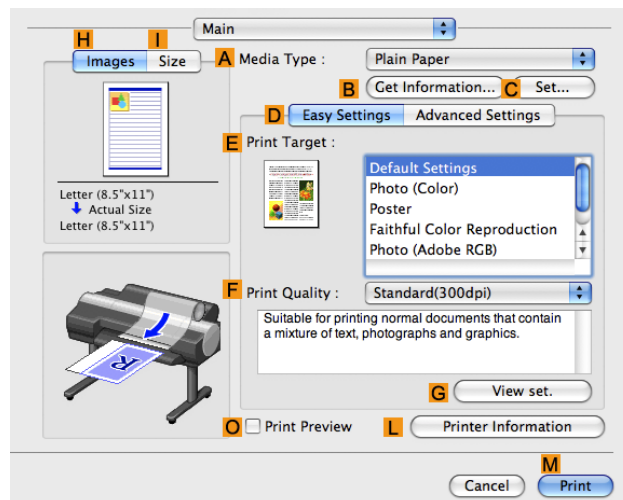 Main
H
I
Images
Size
A
Media Type :
Plain Paper
B
Get Information...
C
Set...
D
Easy Settings
Advanced Settings
E
Print Target :
Default Settings
Photo (Color)
Poster
Faithful Color Reproduction
Photo (Adobe RGB)
Letter (8.5"x11")
Actual Size
Letter (8.5"x11")
F
Print Quality :
Standard(300dpi)
Suitable for printing normal documents that contain
a mixture of text, photographs and graphics.
R
G
View set.
O
Print Preview
L
Printer Information
M
Cancel
Print